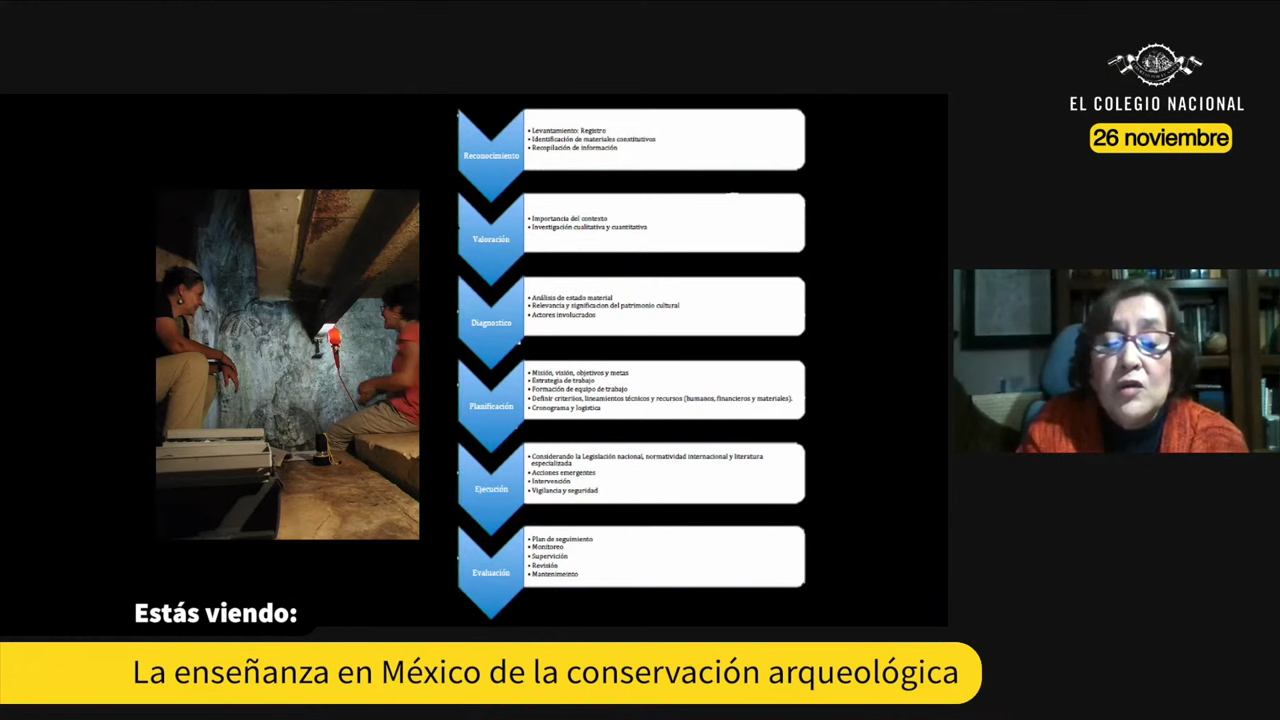 EL COLEGIO NACIONAL
26 noviembre
Reconocimiento
• Levantamiento: Registro
• Identificación de materiales constitutivos
• Recopilación de información
Valoración
• Importancia del contexto
• Investigación cualitativa y cuantitativa
Diagnostico
• Análisis de estado material
• Relevancia y significacion del patrimonio cultural
• Actores involucrados
Planificación
• Misión, visión, objetivos y metas
• Estrategia de trabajo
• Formación de equipo de trabajo
• Definir criterios, lineamientos técnicos y recursos (humanos, financieros y materiales).
• Cronograma y logística
Ejecución
• Considerando la Legislación nacional, normatividad internacional y literatura
especializada
• Acciones emergentes
• Intervención
• Vigilancia y seguridad
Evaluación
• Plan de seguimiento
• Monitoreo
• Supervición
• Revisión
• Mantenimeinto
Estás viendo:
La enseñanza en México de la conservación arqueológica